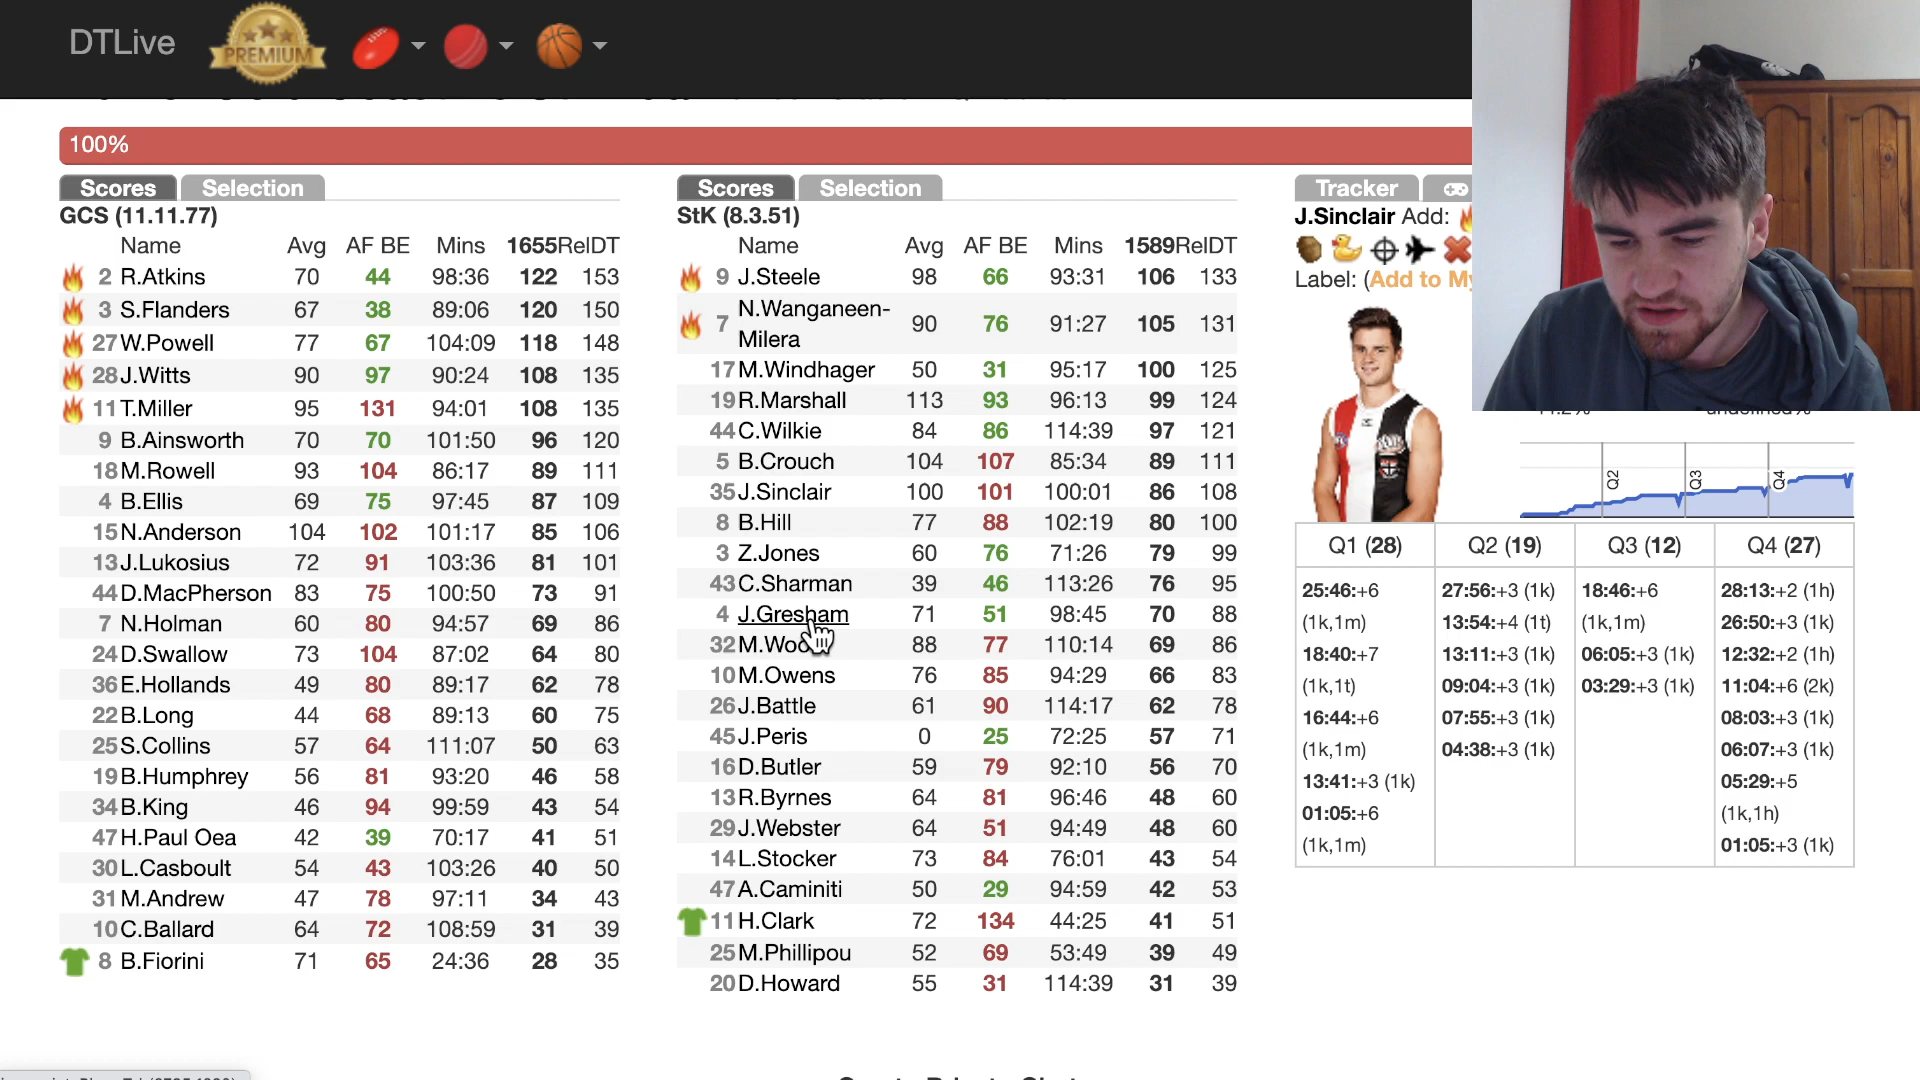 DTLive
PREMIUM
100%
Scores Selection
GCS (11.11.77)
Name Avg AF BE Mins 1655RelDT
2 R.Atkins 70 44 98:36 122 153
3 S.Flanders 67 38 89:06 120 150
27 W.Powell 77 67 104:09 118 148
28 J.Witts 90 97 90:24 108 135
11 T.Miller 95 131 94:01 108 135
9 B.Ainsworth 70 70 101:50 96 120
18 M.Rowell 93 104 86:17 89 111
4 B.Ellis 69 75 97:45 87 109
15 N.Anderson 104 102 101:17 85 106
13 J.Lukosius 72 91 103:36 81 101
44 D.MacPherson 83 75 100:50 73 91
7 N.Holman 60 80 94:57 69 86
24 D.Swallow 73 104 87:02 64 80
36 E.Hollands 49 80 89:17 62 78
22 B.Long 44 68 89:13 60 75
25 S.Collins 57 64 111:07 50 63
19 B.Humphrey 56 81 93:20 46 58
34 B.King 46 94 99:59 43 54
47 H.Paul Oea 42 39 70:17 41 51
30 L.Casboult 54 43 103:26 40 50
31 M.Andrew 47 78 97:11 34 43
10 C.Ballard 64 72 108:59 31 39
8 B.Fiorini 71 65 24:36 28 35
Scores Selection
StK (8.3.51)
Name Avg AF BE Mins 1589RelDT
9 J.Steele 98 66 93:31 106 133
7 N.Wanganeen-
Milera 90 76 91:27 105 131
17 M.Windhager 50 31 95:17 100 125
19 R.Marshall 113 93 96:13 99 124
44 C.Wilkie 84 86 114:39 97 121
5 B.Crouch 104 107 85:34 89 111
35 J.Sinclair 100 101 100:01 86 108
8 B.Hill 77 88 102:19 80 100
3 Z.Jones 60 76 71:26 79 99
43 C.Sharman 39 46 113:26 76 95
4 J.Gresham 71 51 98:45 70 88
32 M.Woo 88 77 110:14 69 86
10 M.Owens 76 85 94:29 66 83
26 J.Battle 61 90 114:17 62 78
45 J.Peris 0 25 72:25 57 71
16 D.Butler 59 79 92:10 56 70
13 R.Byrnes 64 81 96:46 48 60
29 J.Webster 64 51 94:49 48 60
14 L.Stocker 73 84 76:01 43 54
47 A.Caminiti 50 29 94:59 42 53
11 H.Clark 72 134 44:25 41 51
25 M.Phillipou 52 69 53:49 39 49
20 D.Howard 55 31 114:39 31 39
Tracker
J.Sinclair Add:
Label: (Add to My
Q2 Q3 Q4
Q1 (28) Q2 (19) Q3 (12) Q4 (27)
25:46:+6
(1k,1m)
18:40:+7
(1k,1t)
16:44:+6
(1k,1m)
13:41:+3 (1k)
01:05:+6
(1k,1m)
27:56:+3 (1k)
13:54:+4 (1t)
13:11:+3 (1k)
09:04:+3 (1k)
07:55:+3 (1k)
04:38:+3 (1k)
18:46:+6
(1k,1m)
06:05:+3 (1k)
03:29:+3 (1k)
28:13:+2 (1h)
26:50:+3 (1k)
12:32:+2 (1h)
11:04:+6 (2k)
08:03:+3 (1k)
06:07:+3 (1k)
05:29:+5
(1k,1h)
01:05:+3 (1k)